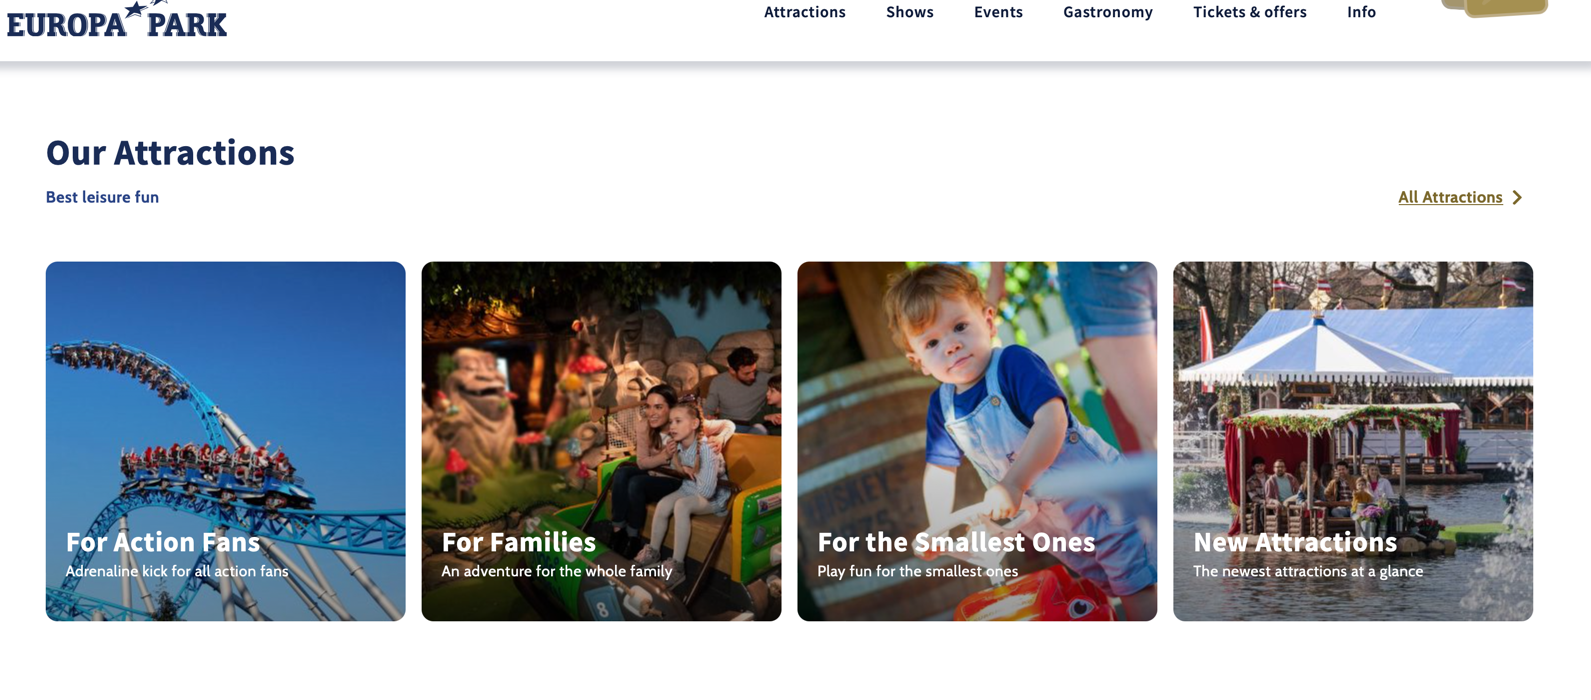 EUROPA PARK
Attractions Shows Events Gastronomy Tickets & offers Info
Our Attractions
Best leisure fun
All Attractions
For Action Fans
Adrenaline kick for all action fans
For Families
An adventure for the whole family
8
For the Smallest Ones
Play fun for the smallest ones
New Attractions
The newest attractions at a glance